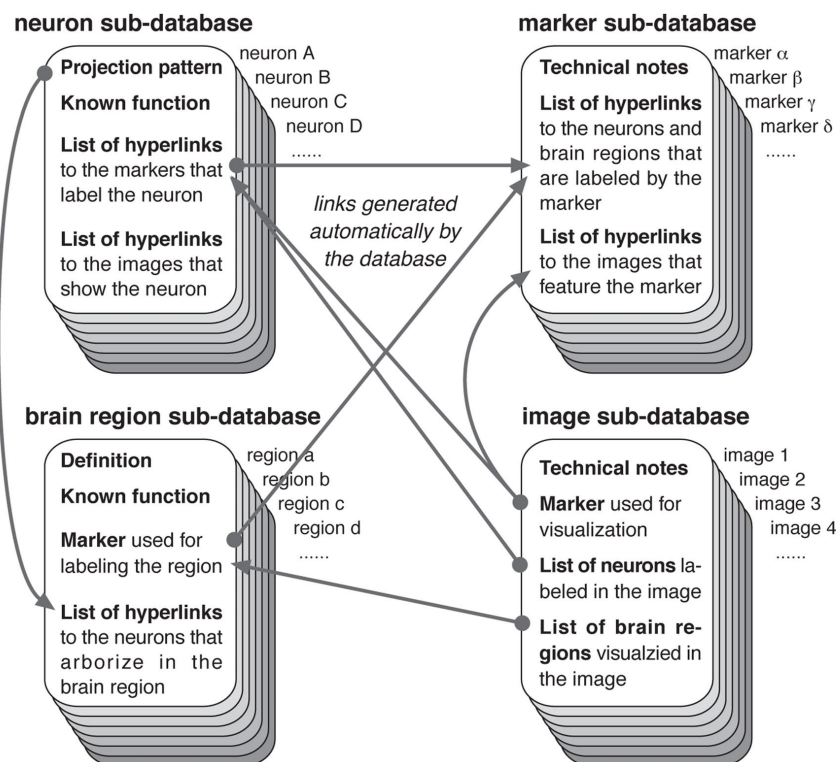 neuron sub-database
Projection pattern
Known function
List of hyperlinks
to the markers that
label the neuron
List of hyperlinks
to the images that
show the neuron
neuron A
neuron B
neuron C
neuron D
......
links generated
automatically by
the database
marker sub-database
Technical notes
List of hyperlinks
to the neurons and
brain regions that
are labeled by the
marker
List of hyperlinks
to the images that
feature the marker
marker α
marker β
marker γ
marker δ
......
brain region sub-database
Definition
Known function
Marker used for
labeling the region
List of hyperlinks
to the neurons that
arborize in the
brain region
region a
region b
region c
region d
......
image sub-database
Technical notes
Marker used for
visualization
List of neurons la-
beled in the image
List of brain re-
gions visualzied in
the image
image 1
image 2
image 3
image 4
......